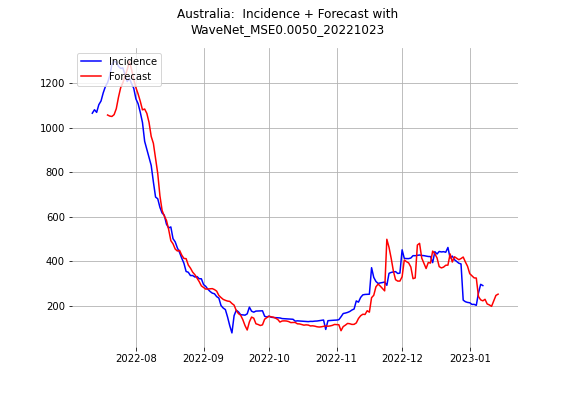 Australia:  Incidence + Forecast with
WaveNet_MSE0.0050_20221023
Incidence
Forecast
1200
1000
800
600
400
200
2022-08 2022-09 2022-10 2022-11 2022-12 2023-01